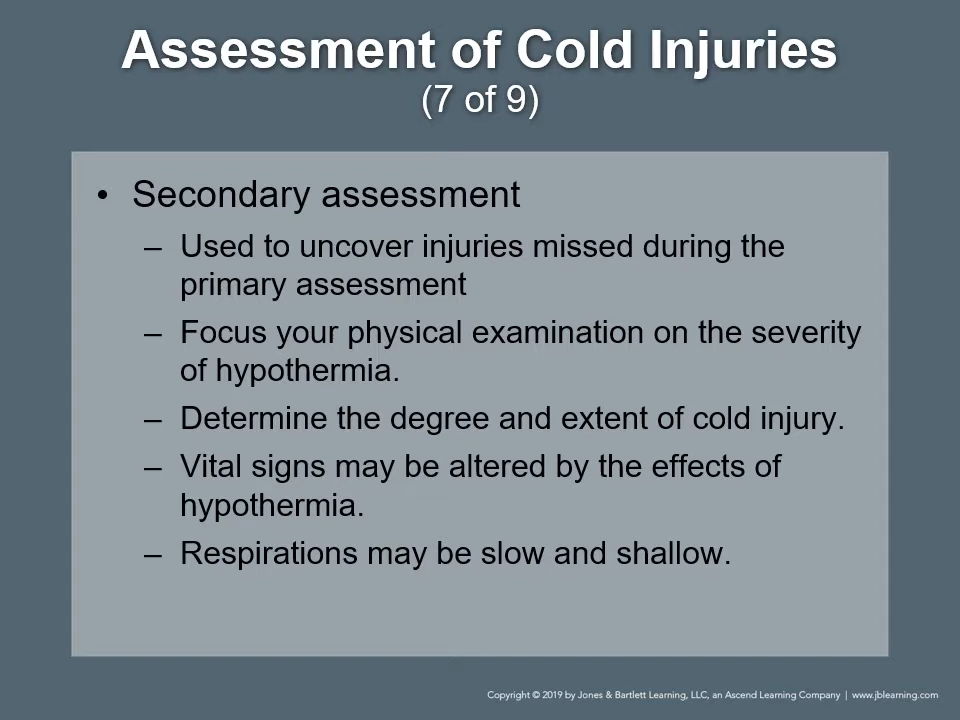 Assessment of Cold Injuries
(7 of 9)
• Secondary assessment
– Used to uncover injuries missed during the
primary assessment
– Focus your physical examination on the severity
of hypothermia.
– Determine the degree and extent of cold injury.
– Vital signs may be altered by the effects of
hypothermia.
– Respirations may be slow and shallow.
Copyright © 2019 by Jones & Bartlett Learning, LLC, an Ascend Learning Company | www.jblearning.com